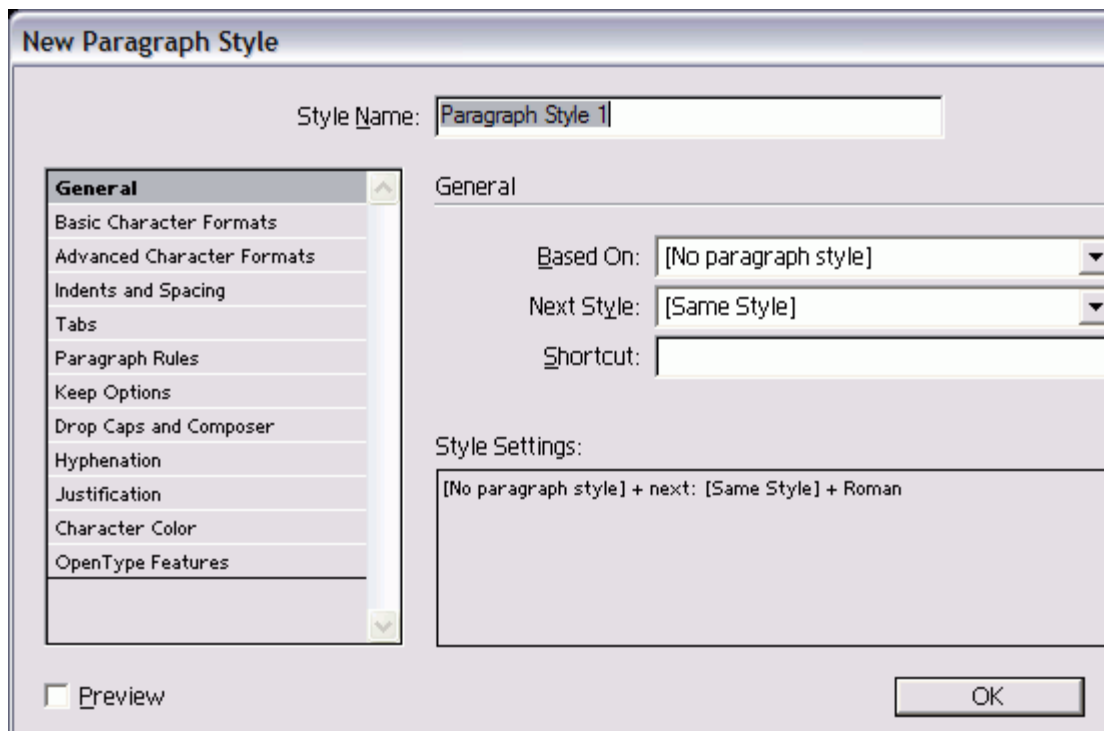 New Paragraph Style
Style Name: Paragraph Style 1
General
Basic Character Formats
Advanced Character Formats
Indents and Spacing
Tabs
Paragraph Rules
Keep Options
Drop Caps and Composer
Hyphenation
Justification
Character Color
OpenType Features
General
Based On: [No paragraph style]
Next Style: [Same Style]
Shortcut:
Style Settings:
[No paragraph style] + next: [Same Style] + Roman
Preview
OK